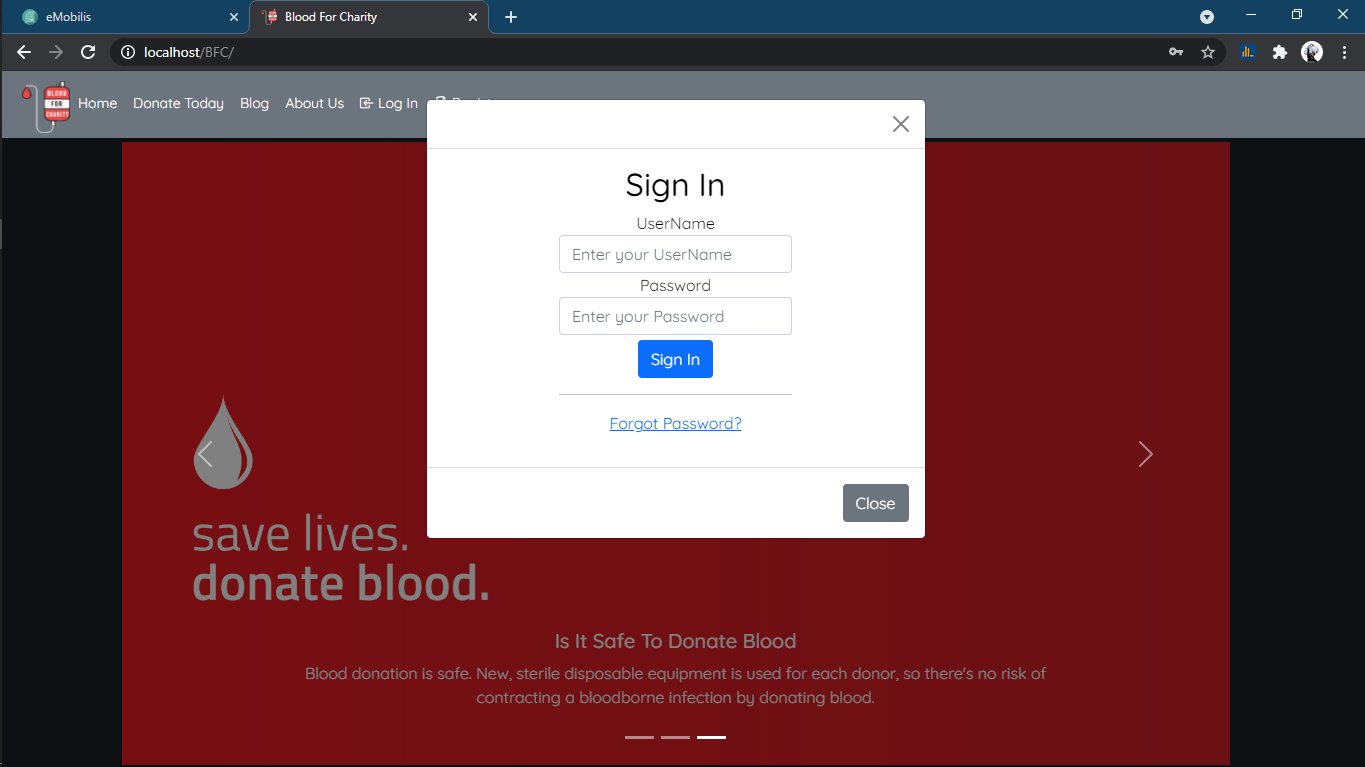 eMobilis
Blood For Charity
localhost/BFC/
BLOOD
FOR
CHARITY
Home Donate Today Blog About Us Log In
Sign In
UserName
Enter your UserName
Password
Enter your Password
Sign In
Forgot Password?
Close
save lives.
donate blood.
Is It Safe To Donate Blood
Blood donation is safe. New, sterile disposable equipment is used for each donor, so there's no risk of
contracting a bloodborne infection by donating blood.